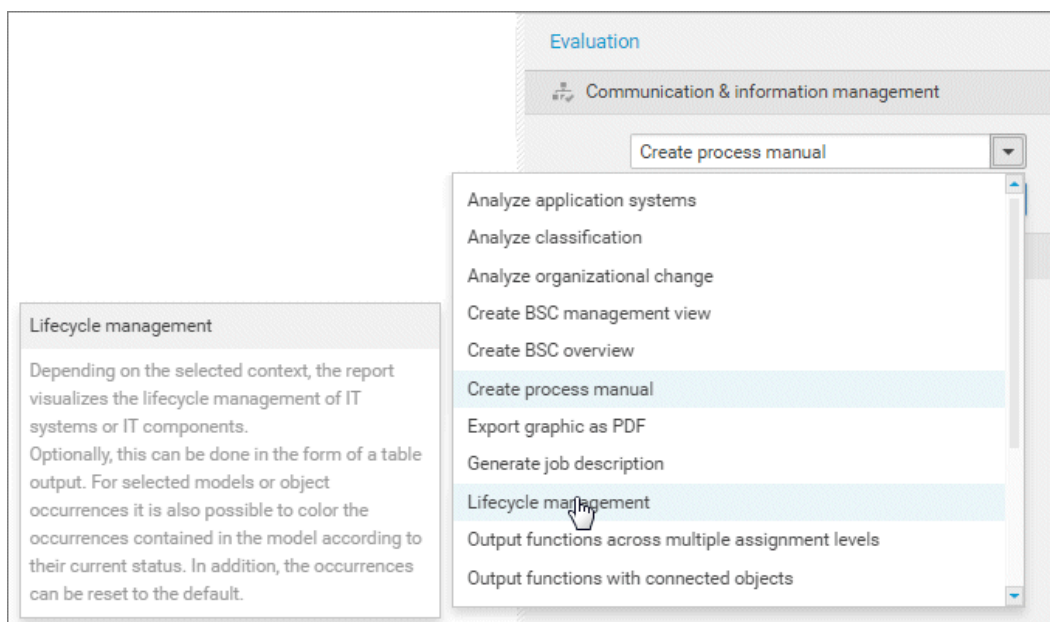 Evaluation
Communication & information management
Create process manual
Analyze application systems
Analyze classification
Analyze organizational change
Create BSC management view
Create BSC overview
Create process manual
Export graphic as PDF
Generate job description
Lifecycle management
Output functions across multiple assignment levels
Output functions with connected objects
Lifecycle management
Depending on the selected context, the report
visualizes the lifecycle management of IT
systems or IT components.
Optionally, this can be done in the form of a table
output. For selected models or object
occurrences it is also possible to color the
occurrences contained in the model according to
their current status. In addition, the occurrences
can be reset to the default.